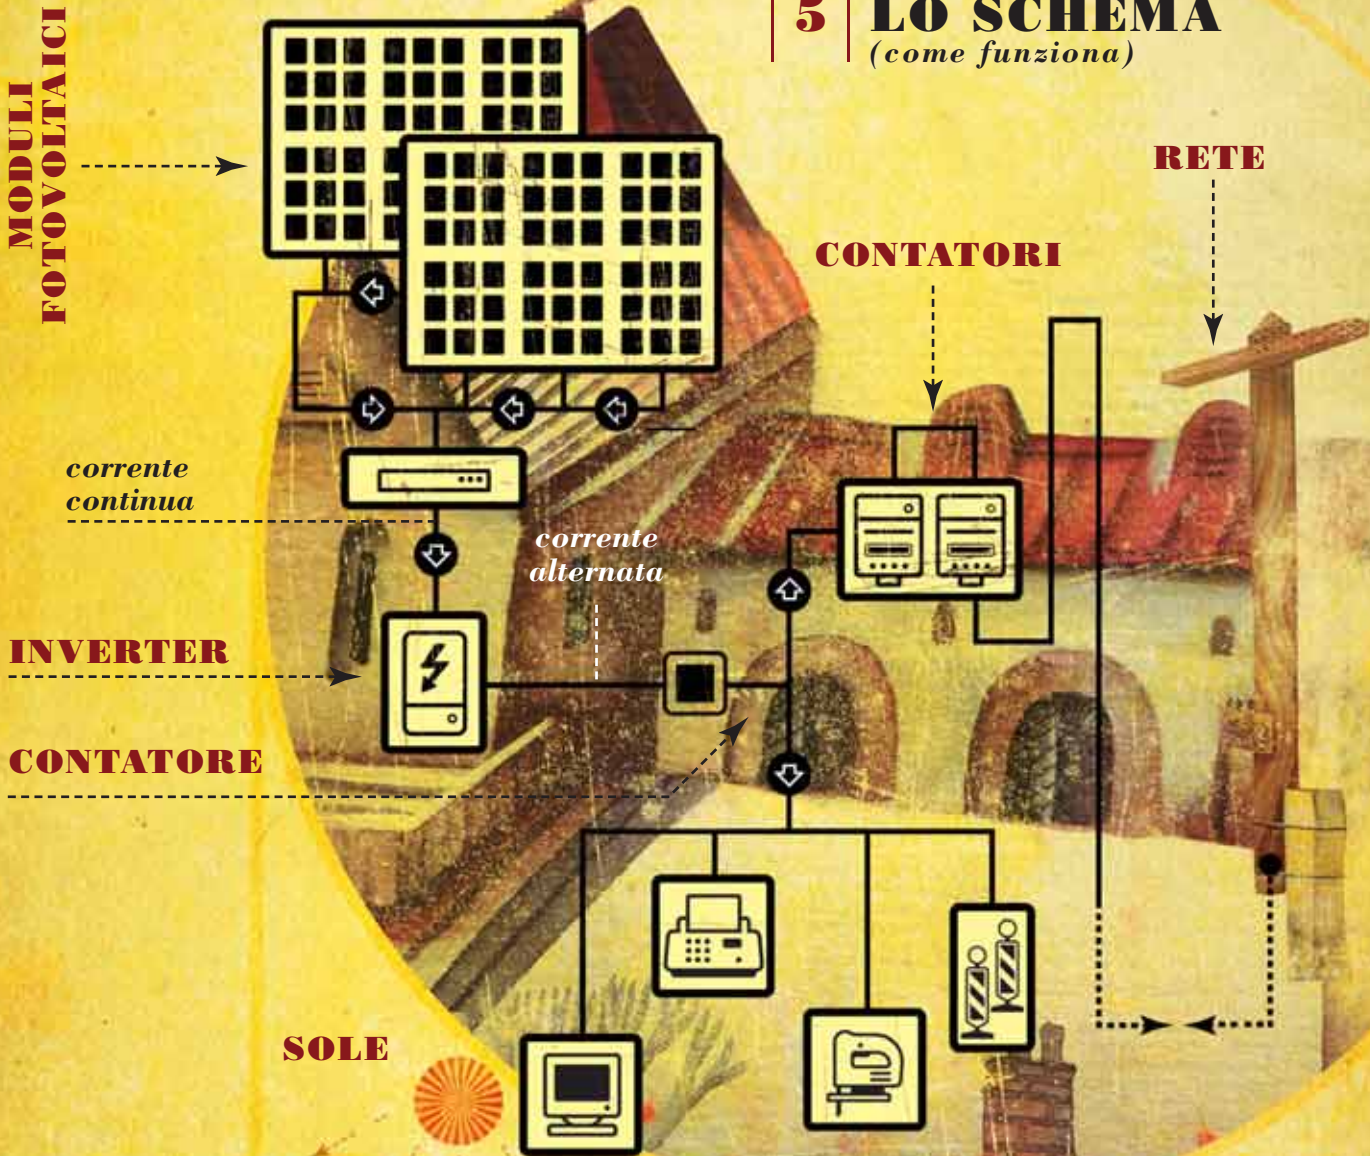 5 LO SCHEMA
(come funziona)
MODULI
FOTOVOLTAICI
RETE
CONTATORI
corrente
continua
corrente
alternata
INVERTER
CONTATORE
SOLE